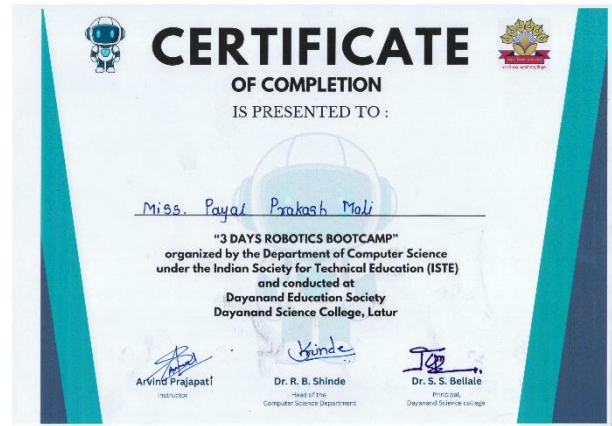 CERTIFICATE
OF COMPLETION
IS PRESENTED TO :
Miss. Payal Prakash Mali
“3 DAYS ROBOTICS BOOTCAMP”
organized by the Department of Computer Science
under the Indian Society for Technical Education (ISTE)
and conducted at
Dayanand Education Society
Dayanand Science College, Latur
Arvind Prajapati
Instructor
Dr. R. B. Shinde
Head of the
Computer Science Department
Dr. S. S. Bellale
Principal,
Dayanand Science college